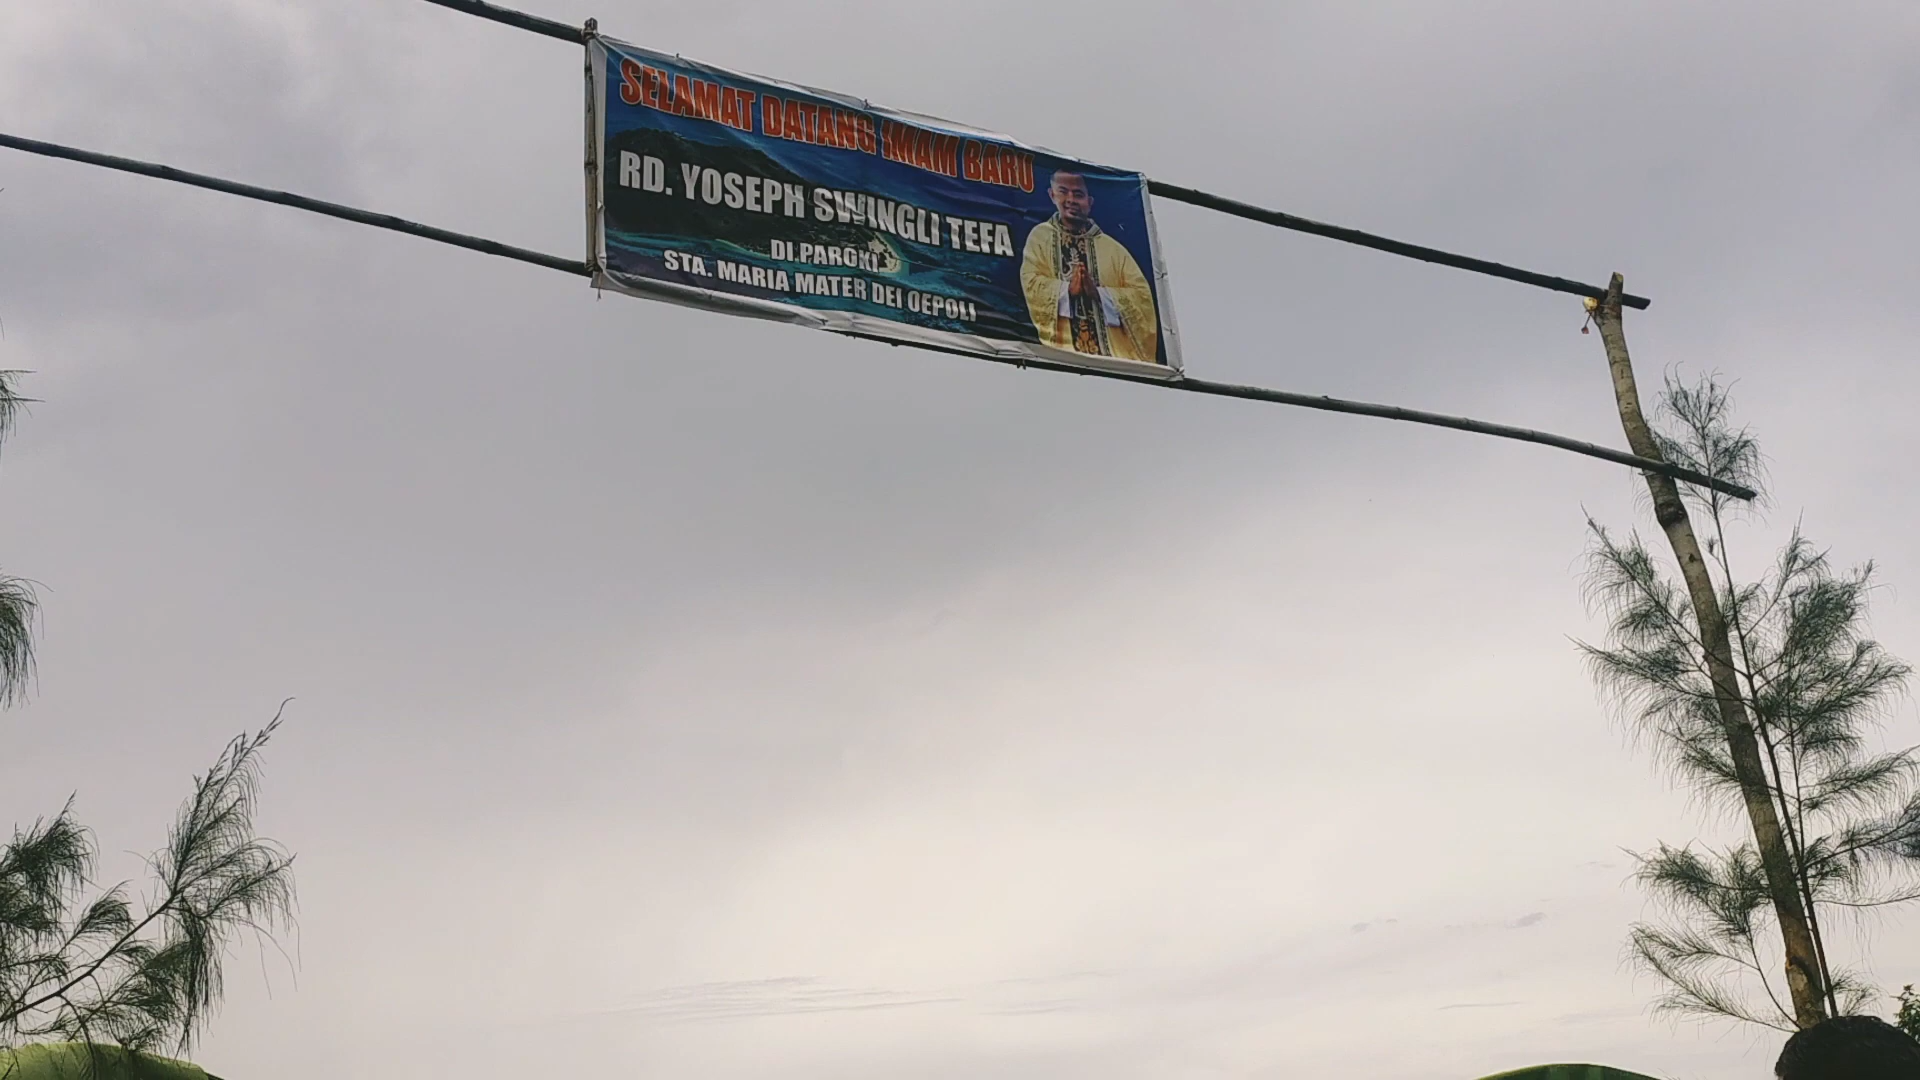 SELAMAT DATANG IMAM BARU
RD. YOSEPH SWINGLI TEFA
DI PAROKI
STA. MARIA MATER DEI OEPOLI